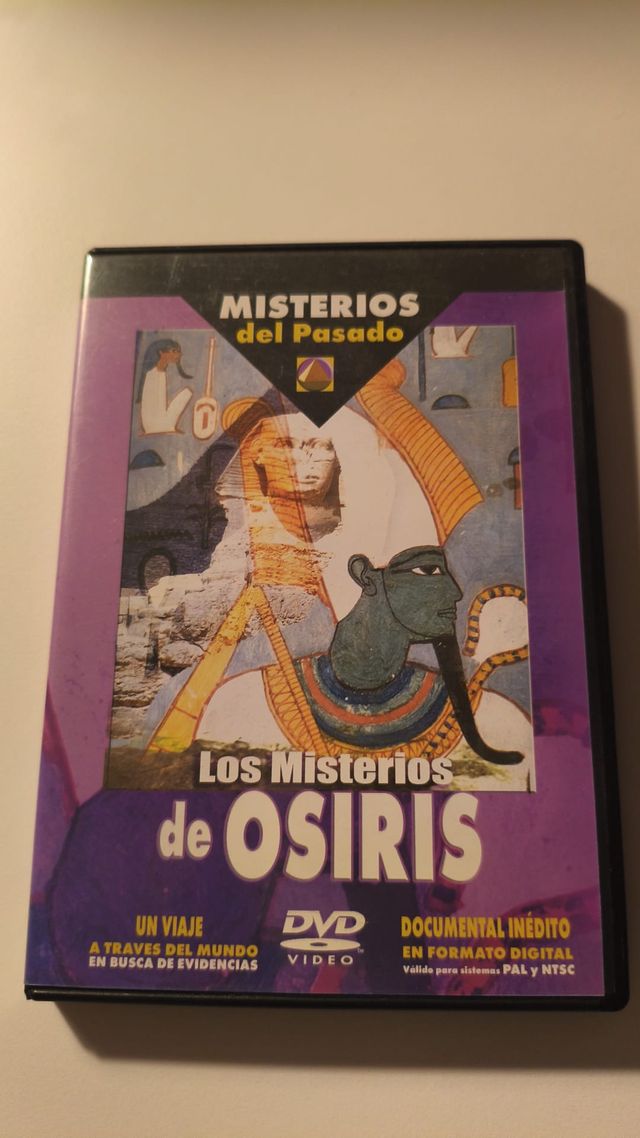 MISTERIOS
del Pasado
Los Misterios
de OSIRIS
UN VIAJE
A TRAVES DEL MUNDO
EN BUSCA DE EVIDENCIAS
DVD
VIDEO
DOCUMENTAL INÉDITO
EN FORMATO DIGITAL
Válido para sistemas PAL y NTSC